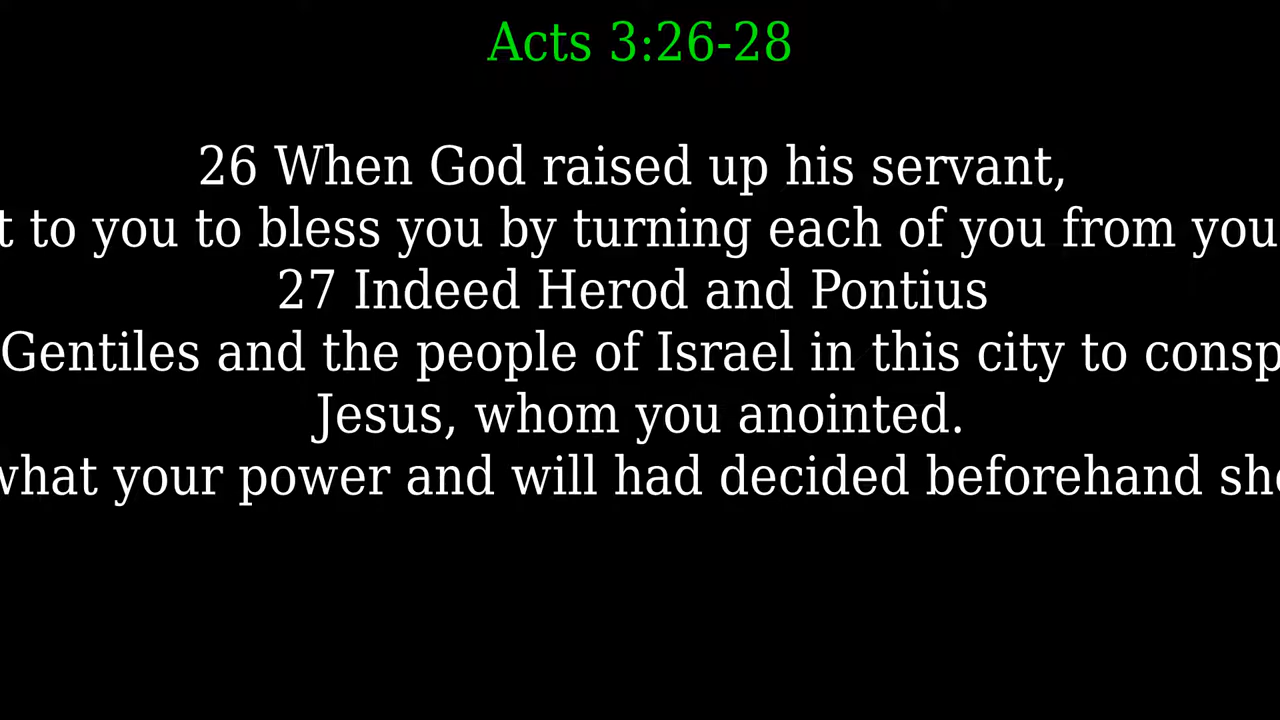 Acts 3:26-28
26 When God raised up his servant,
t to you to bless you by turning each of you from you
27 Indeed Herod and Pontius
Gentiles and the people of Israel in this city to consp
Jesus, whom you anointed.
what your power and will had decided beforehand sho